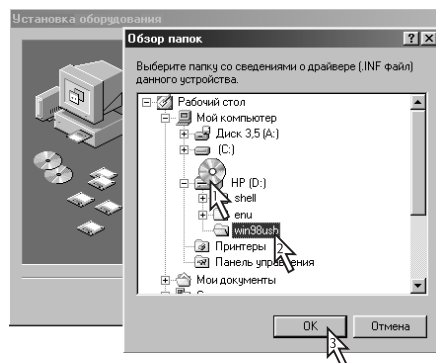 Установка оборудования
Обзор папок
Выберите папку со сведениями о драйвере (.INF файл)
данного устройства.
Рабочий стол
Мой компьютер
Диск 3,5 (A:)
(C:)
HP (D:)
1
shell
enu
win98usb
Принтеры
2
Панель управления
Мои документы
OK
Отмена
3